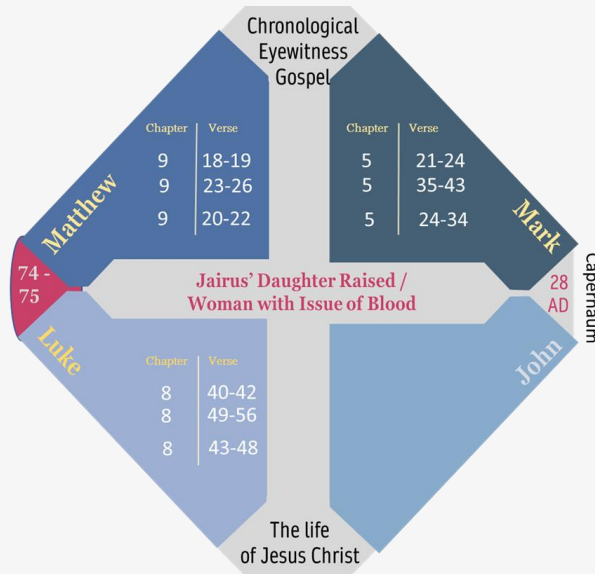 Chronological
Eyewitness
Gospel
Matthew
Chapter Verse
9 18-19
9 23-26
9 20-22
Mark
Chapter Verse
5 21-24
5 35-43
5 24-34
74 -
75
Jairus’ Daughter Raised /
Woman with Issue of Blood
28
AD
Capernaum
Luke
Chapter Verse
8 40-42
8 49-56
8 43-48
John
The life
of Jesus Christ